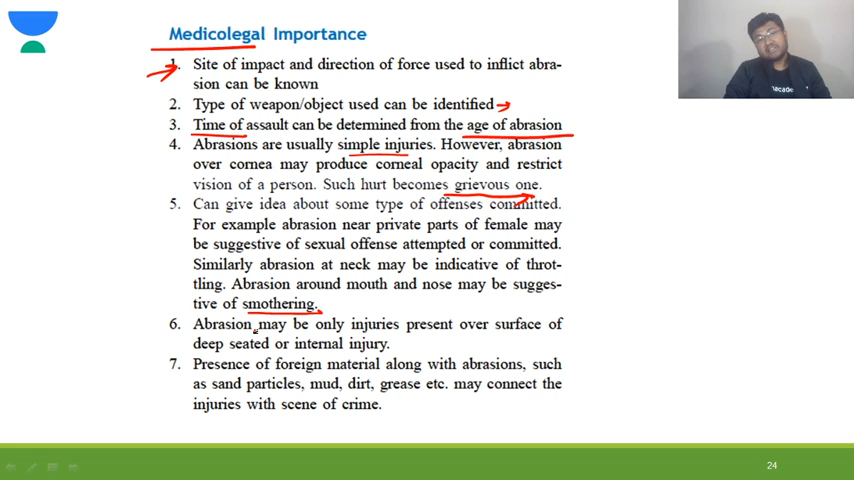 Medicolegal Importance
1. Site of impact and direction of force used to inflict abra-
sion can be known
2. Type of weapon/object used can be identified
3. Time of assault can be determined from the age of abrasion
4. Abrasions are usually simple injuries. However, abrasion
over cornea may produce corneal opacity and restrict
vision of a person. Such hurt becomes grievous one.
5. Can give idea about some type of offenses committed.
For example abrasion near private parts of female may
be suggestive of sexual offense attempted or committed.
Similarly abrasion at neck may be indicative of throt-
tling. Abrasion around mouth and nose may be sugges-
tive of smothering.
6. Abrasion may be only injuries present over surface of
deep seated or internal injury.
7. Presence of foreign material along with abrasions, such
as sand particles, mud, dirt, grease etc. may connect the
injuries with scene of crime.
24